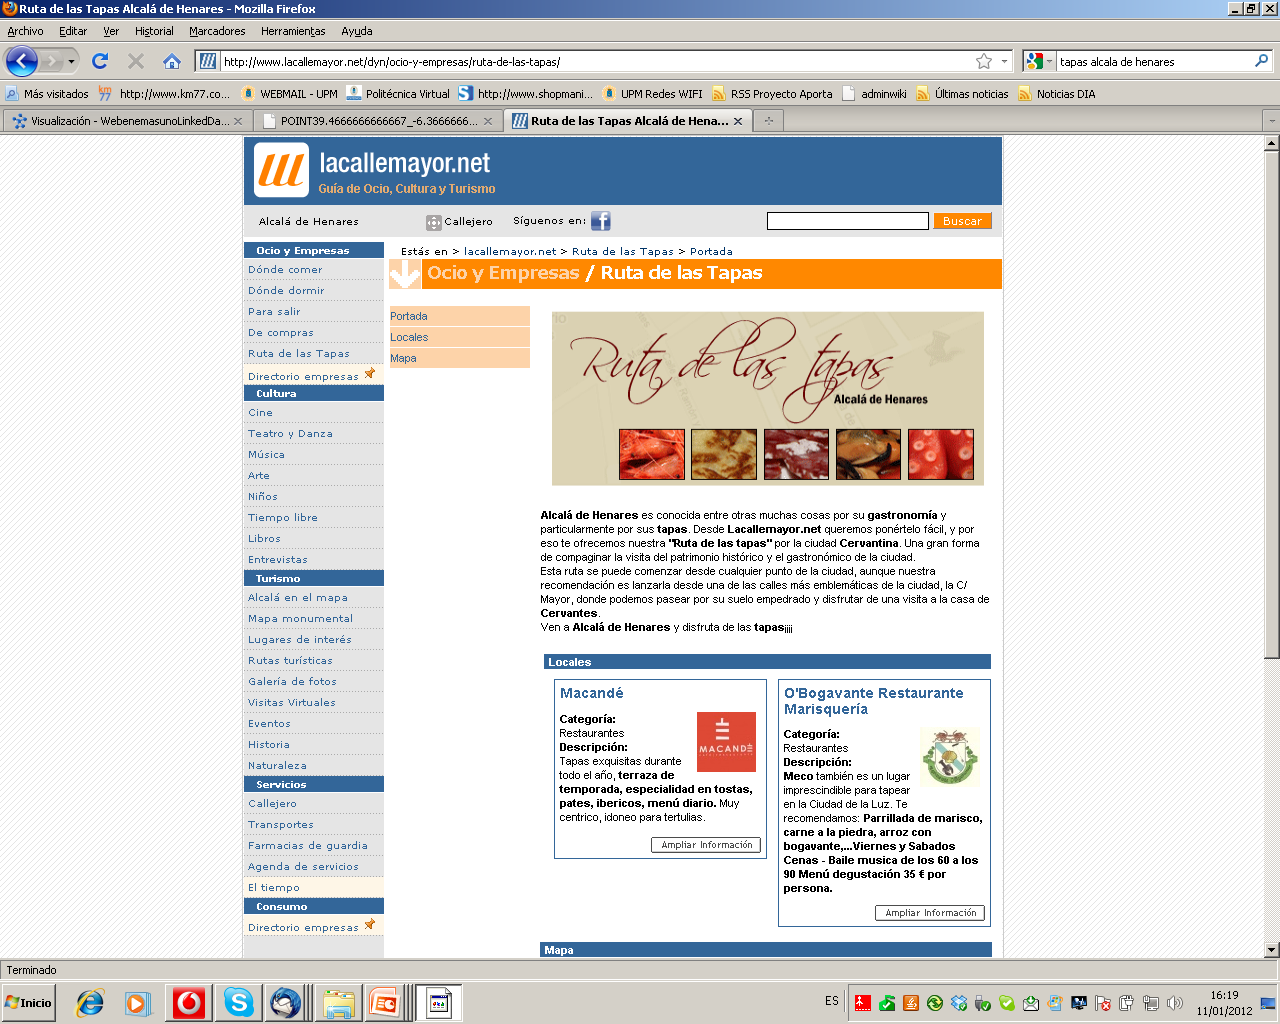 Ruta de las Tapas Alcalá de Henares - Mozilla Firefox
Archivo Editar Ver Historial Marcadores Herramientas Ayuda
http://www.lacallemayor.net/dyn/ocio-y-empresas/ruta-de-las-tapas/
tapas alcala de henares
Más visitados http://www.km77.co... WEBMAIL - UPM Politécnica Virtual http://www.shopmani... UPM Redes WIFI RSS Proyecto Aporta adminwiki Últimas noticias Noticias DIA
Visualización - WebenemasunoLinkedDa... POINT39.4666666666667_-6.3666666... Ruta de las Tapas Alcalá de Hena...
lacallemayor.net
Guía de Ocio, Cultura y Turismo
Alcalá de Henares Callejero Síguenos en: Buscar
Ocio y Empresas
Dónde comer
Dónde dormir
Para salir
De compras
Ruta de las Tapas
Directorio empresas
Cultura
Cine
Teatro y Danza
Música
Arte
Niños
Tiempo libre
Libros
Entrevistas
Turismo
Alcalá en el mapa
Mapa monumental
Lugares de interés
Rutas turísticas
Galería de fotos
Visitas Virtuales
Eventos
Historia
Naturaleza
Servicios
Callejero
Transportes
Farmacias de guardia
Agenda de servicios
El tiempo
Consumo
Directorio empresas
Estás en > lacallemayor.net > Ruta de las Tapas > Portada
Ocio y Empresas / Ruta de las Tapas
Portada
Locales
Mapa
Ruta de las tapas
Alcalá de Henares
Alcalá de Henares es conocida entre otras muchas cosas por su gastronomía y
particularmente por sus tapas. Desde Lacallemayor.net queremos ponértelo fácil, y por
eso te ofrecemos nuestra "Ruta de las tapas" por la ciudad Cervantina. Una gran forma
de compaginar la visita del patrimonio histórico y el gastronómico de la ciudad.
Esta ruta se puede comenzar desde cualquier punto de la ciudad, aunque nuestra
recomendación es lanzarla desde una de las calles más emblemáticas de la ciudad, la C/
Mayor, donde podemos pasear por su suelo empedrado y disfrutar de una visita a la casa de
Cervantes.
Ven a Alcalá de Henares y disfruta de las tapas¡¡¡¡
Locales
Macandé
Categoría:
Restaurantes
Descripción:
Tapas exquisitas durante
todo el año, terraza de
temporada, especialidad en tostas,
pates, ibericos, menú diario. Muy
centrico, idoneo para tertulias.
MACANDÉ
Ampliar Información
O'Bogavante Restaurante
Marisquería
Categoría:
Restaurantes
Descripción:
Meco también es un lugar
imprescindible para tapear
en la Ciudad de la Luz. Te
recomendamos: Parrillada de marisco,
carne a la piedra, arroz con
bogavante,...Viernes y Sabados
Cenas - Baile musica de los 60 a los
90 Menú degustación 35 € por
persona.
Ampliar Información
Mapa
Terminado
Inicio
ES
16:19
11/01/2012